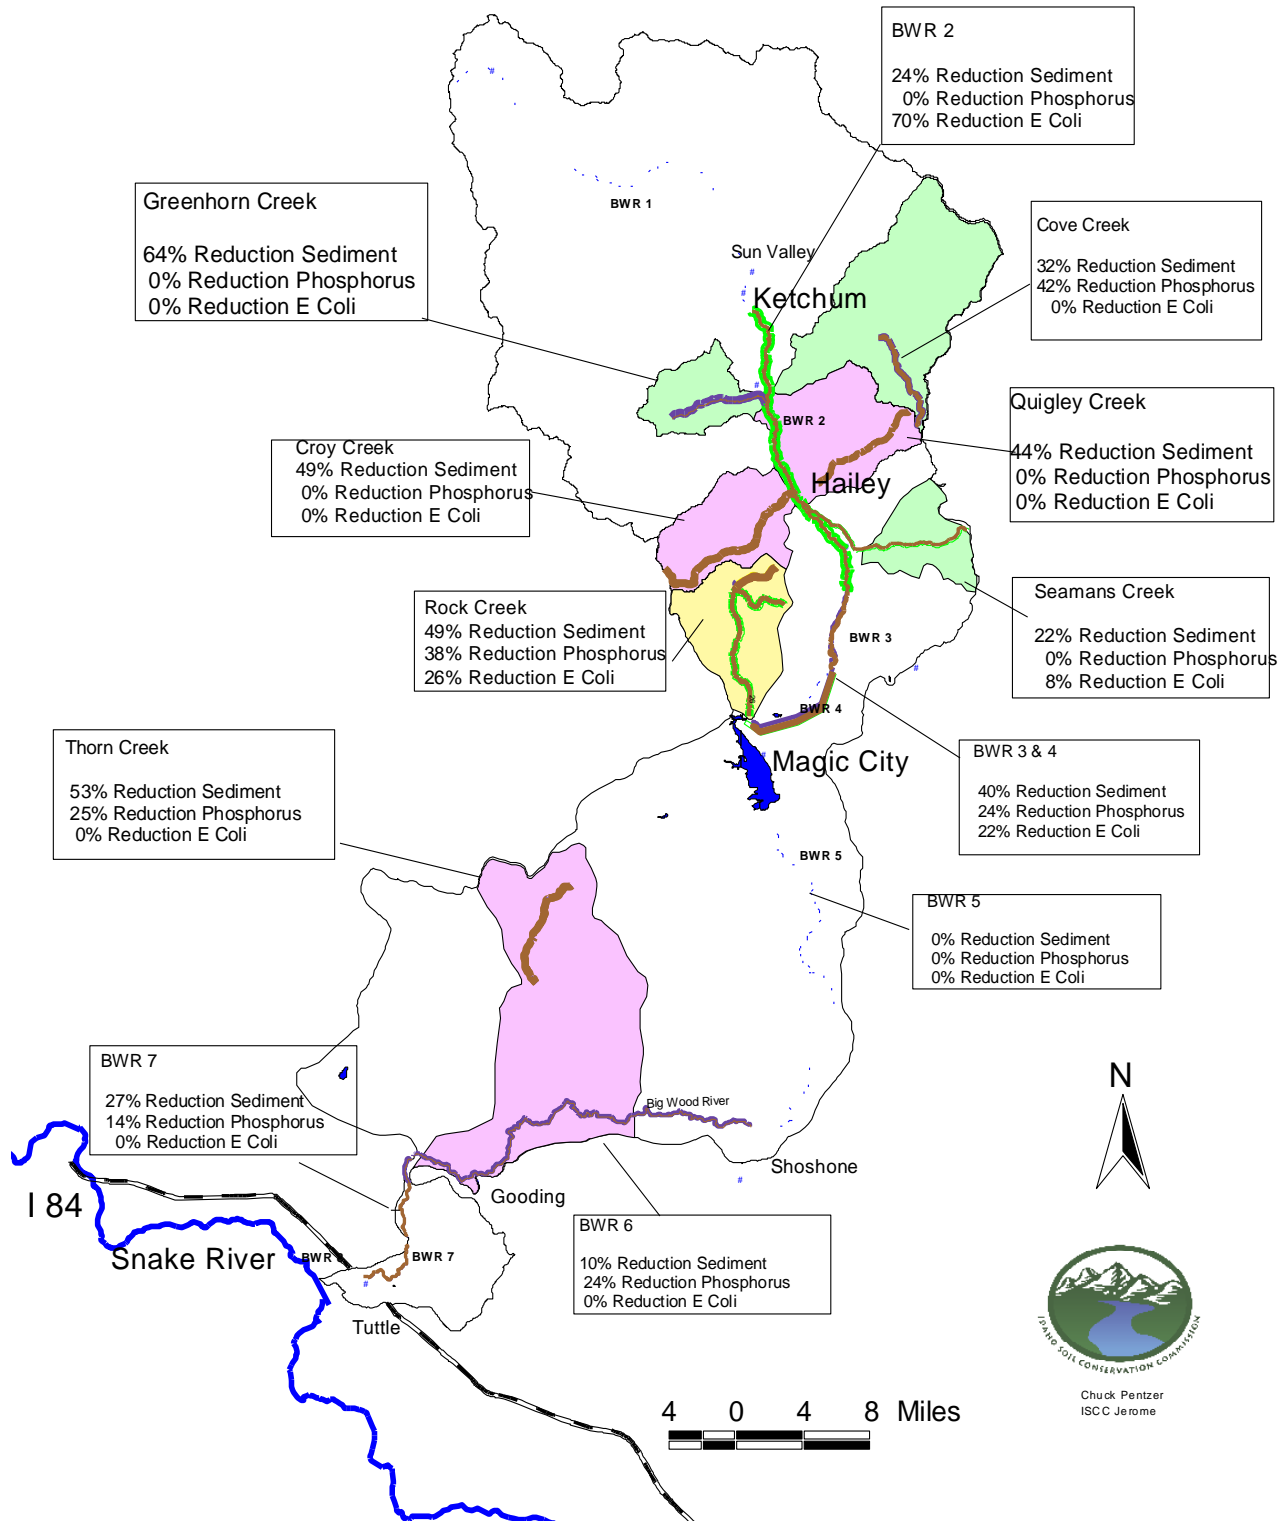 BWR 2
24% Reduction Sediment
0% Reduction Phosphorus
70% Reduction E Coli
Greenhorn Creek
64% Reduction Sediment
0% Reduction Phosphorus
0% Reduction E Coli
BWR 1
Cove Creek
32% Reduction Sediment
42% Reduction Phosphorus
0% Reduction E Coli
Sun Valley
Ketchum
Quigley Creek
44% Reduction Sediment
0% Reduction Phosphorus
0% Reduction E Coli
BWR 2
Croy Creek
49% Reduction Sediment
0% Reduction Phosphorus
0% Reduction E Coli
Hailey
Rock Creek
49% Reduction Sediment
38% Reduction Phosphorus
26% Reduction E Coli
Seamans Creek
22% Reduction Sediment
0% Reduction Phosphorus
8% Reduction E Coli
BWR 3
BWR 4
Thorn Creek
53% Reduction Sediment
25% Reduction Phosphorus
0% Reduction E Coli
Magic City
BWR 3 & 4
40% Reduction Sediment
24% Reduction Phosphorus
22% Reduction E Coli
BWR 5
BWR 5
0% Reduction Sediment
0% Reduction Phosphorus
0% Reduction E Coli
BWR 7
27% Reduction Sediment
14% Reduction Phosphorus
0% Reduction E Coli
Big Wood River
N
Shoshone
I 84
Gooding
BWR 6
10% Reduction Sediment
24% Reduction Phosphorus
0% Reduction E Coli
Snake River
BWR
BWR 7
Tuttle
IDAHO SOIL CONSERVATION COMMISSION
Chuck Pentzer
ISCC Jerome
4 0 4 8 Miles